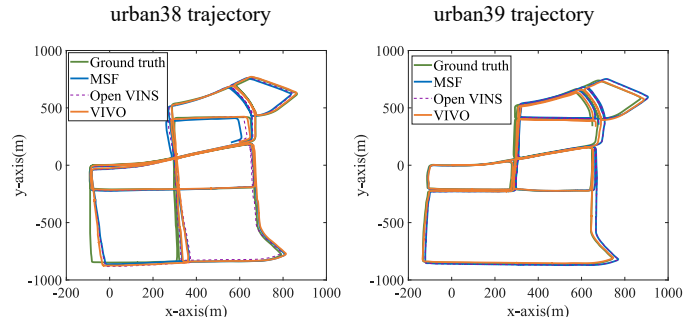 urban38 trajectory
urban39 trajectory
1000
500
0
-500
-1000
y-axis(m)
Ground truth
MSF
Open VINS
VIVO
-200
0
200
400
600
800
1000
x-axis(m)
1000
500
0
-500
-1000
y-axis(m)
Ground truth
MSF
Open VINS
VIVO
-200
0
200
400
600
800
1000
x-axis(m)